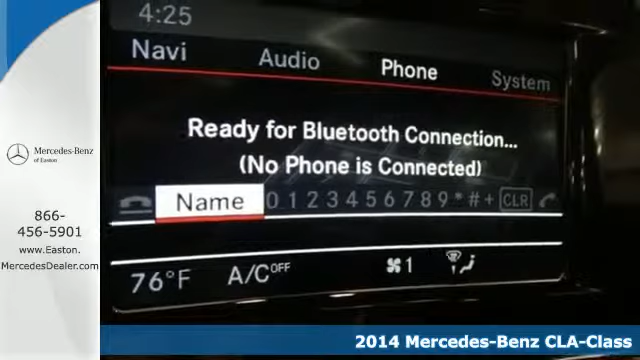 4:25
Navi Audio Phone System
Ready for Bluetooth Connection...
(No Phone is Connected)
Name 0 1 2 3 4 5 6 7 8 9 * # + CLR
76°F A/C OFF 1
Mercedes-Benz
of Easton
866-
456-5901
www.Easton.
MercedesDealer.com
2014 Mercedes-Benz CLA-Class